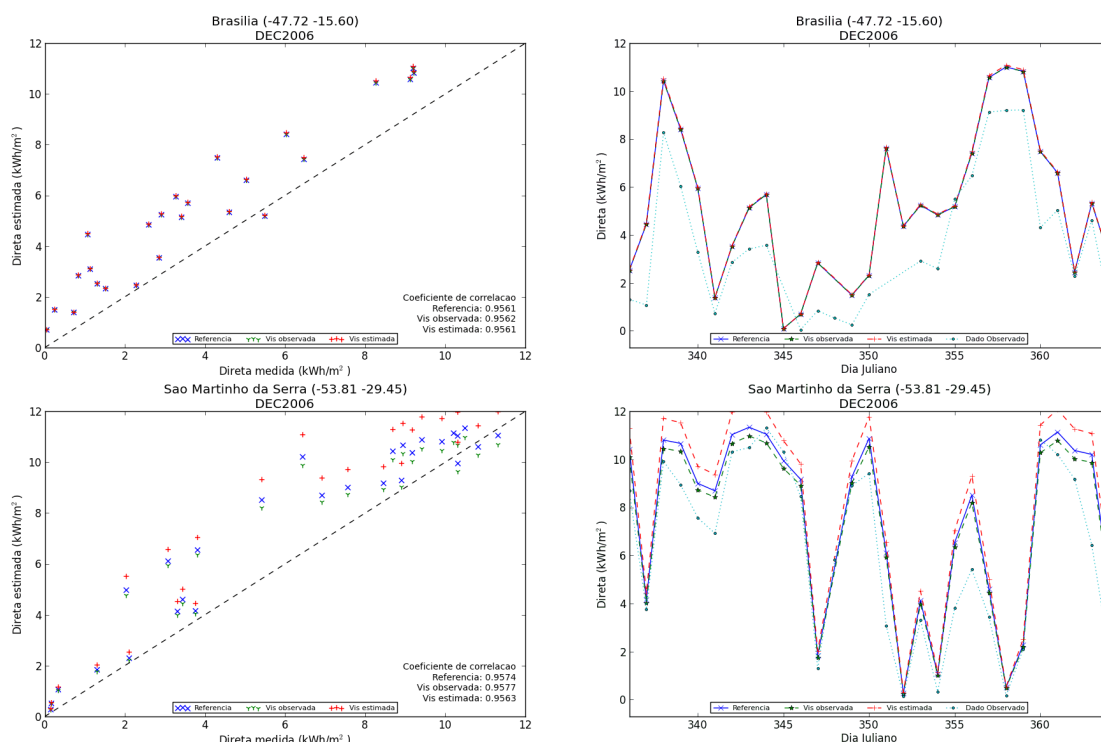 Brasilia (-47.72 -15.60)
DEC2006
12
10
8
6
4
2
0
Direta estimada (kWh/m² )
Coeficiente de correlacao
Referencia: 0.9561
Vis observada: 0.9562
Vis estimada: 0.9561
Referencia Vis observada Vis estimada
0 2 4 6 8 10 12
Direta medida (kWh/m² )
Brasilia (-47.72 -15.60)
DEC2006
12
10
8
6
4
2
0
Direta (kWh/m² )
Referencia Vis observada Vis estimada Dado Observado
340 345 350 355 360
Dia Juliano
Sao Martinho da Serra (-53.81 -29.45)
DEC2006
12
10
8
6
4
2
0
Direta estimada (kWh/m² )
Coeficiente de correlacao
Referencia: 0.9574
Vis observada: 0.9577
Vis estimada: 0.9563
Referencia Vis observada Vis estimada
0 2 4 6 8 10 12
Direta medida (kWh/m² )
Sao Martinho da Serra (-53.81 -29.45)
DEC2006
12
10
8
6
4
2
0
Direta (kWh/m² )
Referencia Vis observada Vis estimada Dado Observado
340 345 350 355 360
Dia Juliano